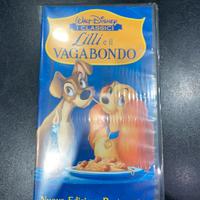 WALT DISNEY
I CLASSICI
Lilli e il
VAGABONDO
Nuova Edizione